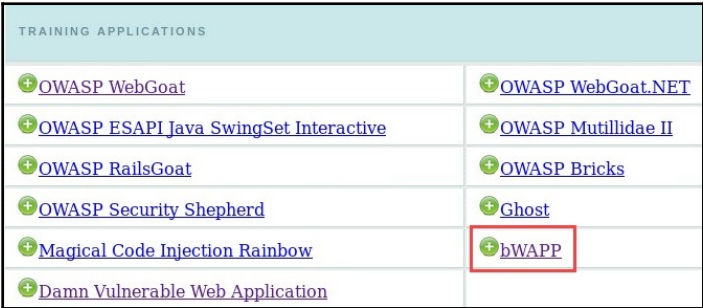 TRAINING APPLICATIONS
OWASP WebGoat
OWASP WebGoat.NET
OWASP ESAPI Java SwingSet Interactive
OWASP Mutillidae II
OWASP RailsGoat
OWASP Bricks
OWASP Security Shepherd
Ghost
Magical Code Injection Rainbow
bWAPP
Damn Vulnerable Web Application